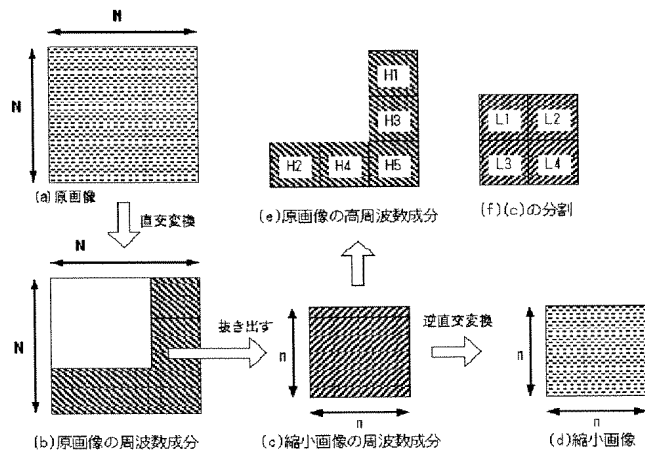 N
N
(a)原画像
直交変換
H1
H3
H2 H4 H5
(e)原画像の高周波数成分
L1 L2
L3 L4
(f)(c)の分割
N
N
抜き出す
(b)原画像の周波数成分
n
n
(c)縮小画像の周波数成分
逆直交変換
n
n
(d)縮小画像